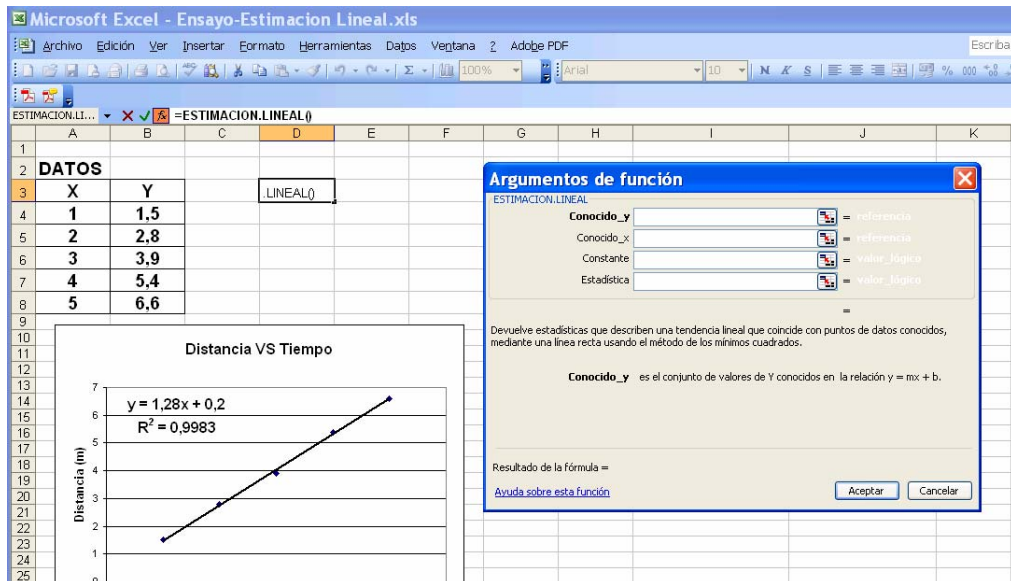 Microsoft Excel - Ensayo-Estimacion Lineal.xls
Archivo Edición Ver Insertar Formato Herramientas Datos Ventana ? Adobe PDF Escriba
100% Arial 10 N K S % 000
ESTIMACION.LI... =ESTIMACION.LINEAL()
A B C D E F G H I J K
1
2 DATOS
3 X Y .LINEAL()
4 1 1,5
5 2 2,8
6 3 3,9
7 4 5,4
8 5 6,6
9
10
11
12
13
14
15
16
17
18
19
20
21
22
23
24
25
Distancia VS Tiempo
y = 1,28x + 0,2
R² = 0,9983
Distancia (m)
7
6
5
4
3
2
1
0
Argumentos de función
ESTIMACION.LINEAL
Conocido_y = referencia
Conocido_x = referencia
Constante = valor_lógico
Estadística = valor_lógico
=
Devuelve estadísticas que describen una tendencia lineal que coincide con puntos de datos conocidos,
mediante una línea recta usando el método de los mínimos cuadrados.
Conocido_y es el conjunto de valores de Y conocidos en la relación y = mx + b.
Resultado de la fórmula =
Ayuda sobre esta función Aceptar Cancelar